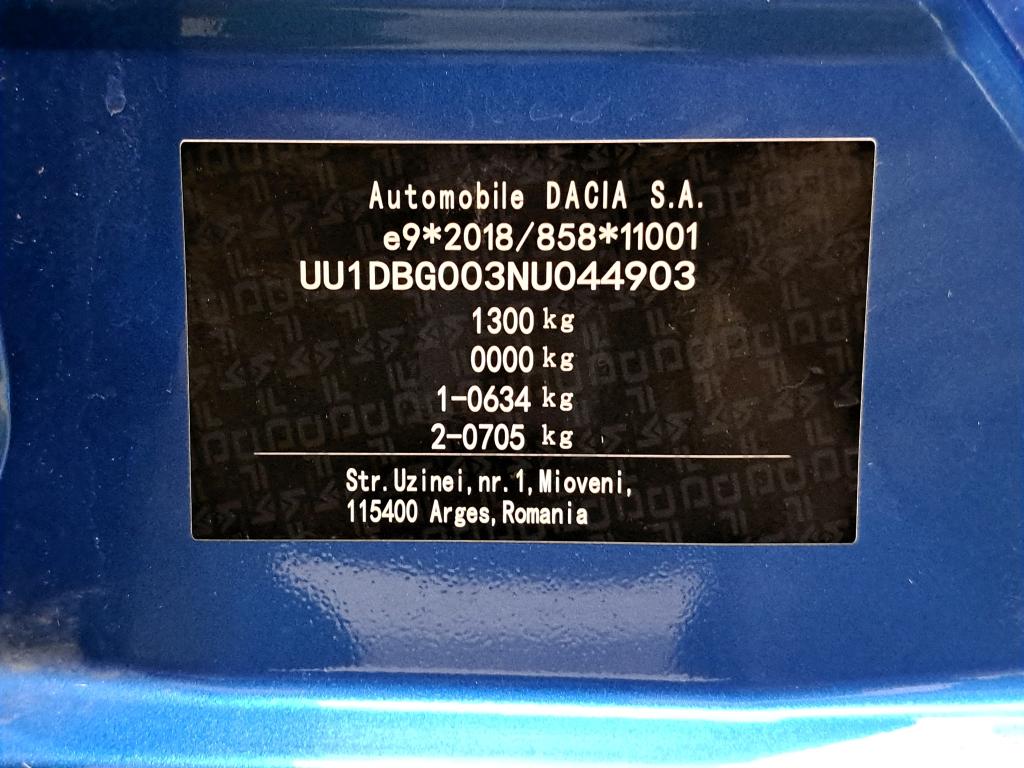 Automobile DACIA S.A.
e9*2018/858*11001
UU1DBG003NU044903
1300 kg
0000 kg
1-0634 kg
2-0705 kg
Str.Uzinei,nr.1,Mioveni,
115400 Arges,Romania